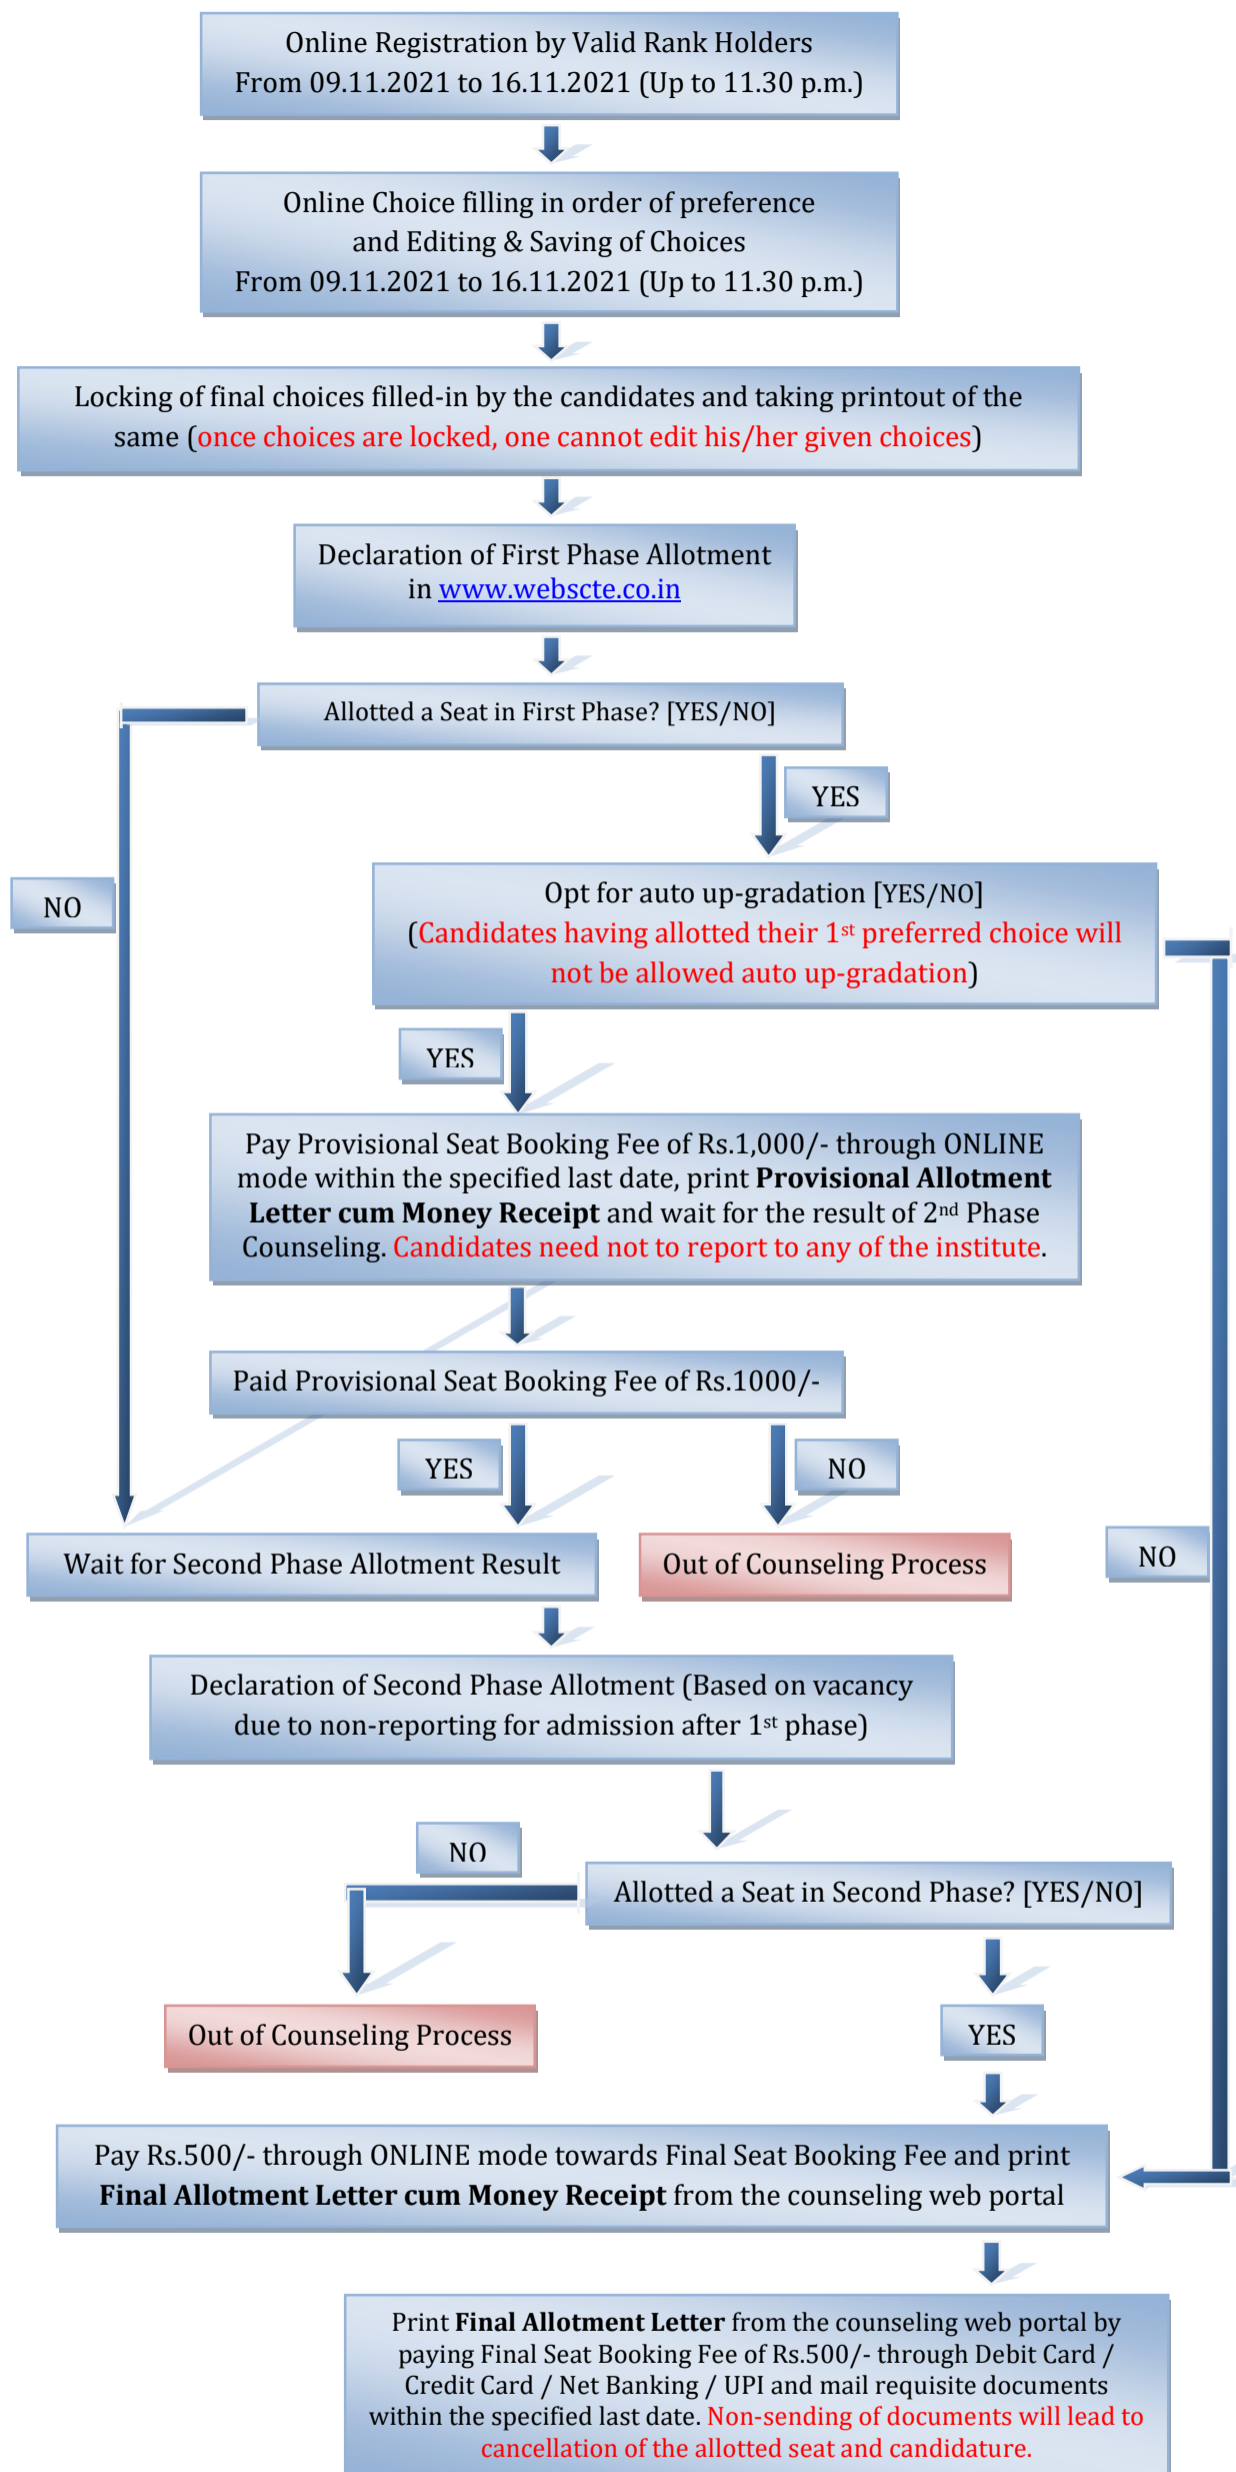 Online Registration by Valid Rank Holders
From 09.11.2021 to 16.11.2021 (Up to 11.30 p.m.)
Online Choice filling in order of preference
and Editing & Saving of Choices
From 09.11.2021 to 16.11.2021 (Up to 11.30 p.m.)
Locking of final choices filled-in by the candidates and taking printout of the
same (once choices are locked, one cannot edit his/her given choices)
Declaration of First Phase Allotment
in www.webscte.co.in
Allotted a Seat in First Phase? [YES/NO]
YES
NO
Opt for auto up-gradation [YES/NO]
(Candidates having allotted their 1st preferred choice will
not be allowed auto up-gradation)
YES
Pay Provisional Seat Booking Fee of Rs.1,000/- through ONLINE
mode within the specified last date, print Provisional Allotment
Letter cum Money Receipt and wait for the result of 2nd Phase
Counseling. Candidates need not to report to any of the institute.
Paid Provisional Seat Booking Fee of Rs.1000/-
YES
NO
Wait for Second Phase Allotment Result
Out of Counseling Process
NO
Declaration of Second Phase Allotment (Based on vacancy
due to non-reporting for admission after 1st phase)
NO
Allotted a Seat in Second Phase? [YES/NO]
Out of Counseling Process
YES
Pay Rs.500/- through ONLINE mode towards Final Seat Booking Fee and print
Final Allotment Letter cum Money Receipt from the counseling web portal
Print Final Allotment Letter from the counseling web portal by
paying Final Seat Booking Fee of Rs.500/- through Debit Card /
Credit Card / Net Banking / UPI and mail requisite documents
within the specified last date. Non-sending of documents will lead to
cancellation of the allotted seat and candidature.